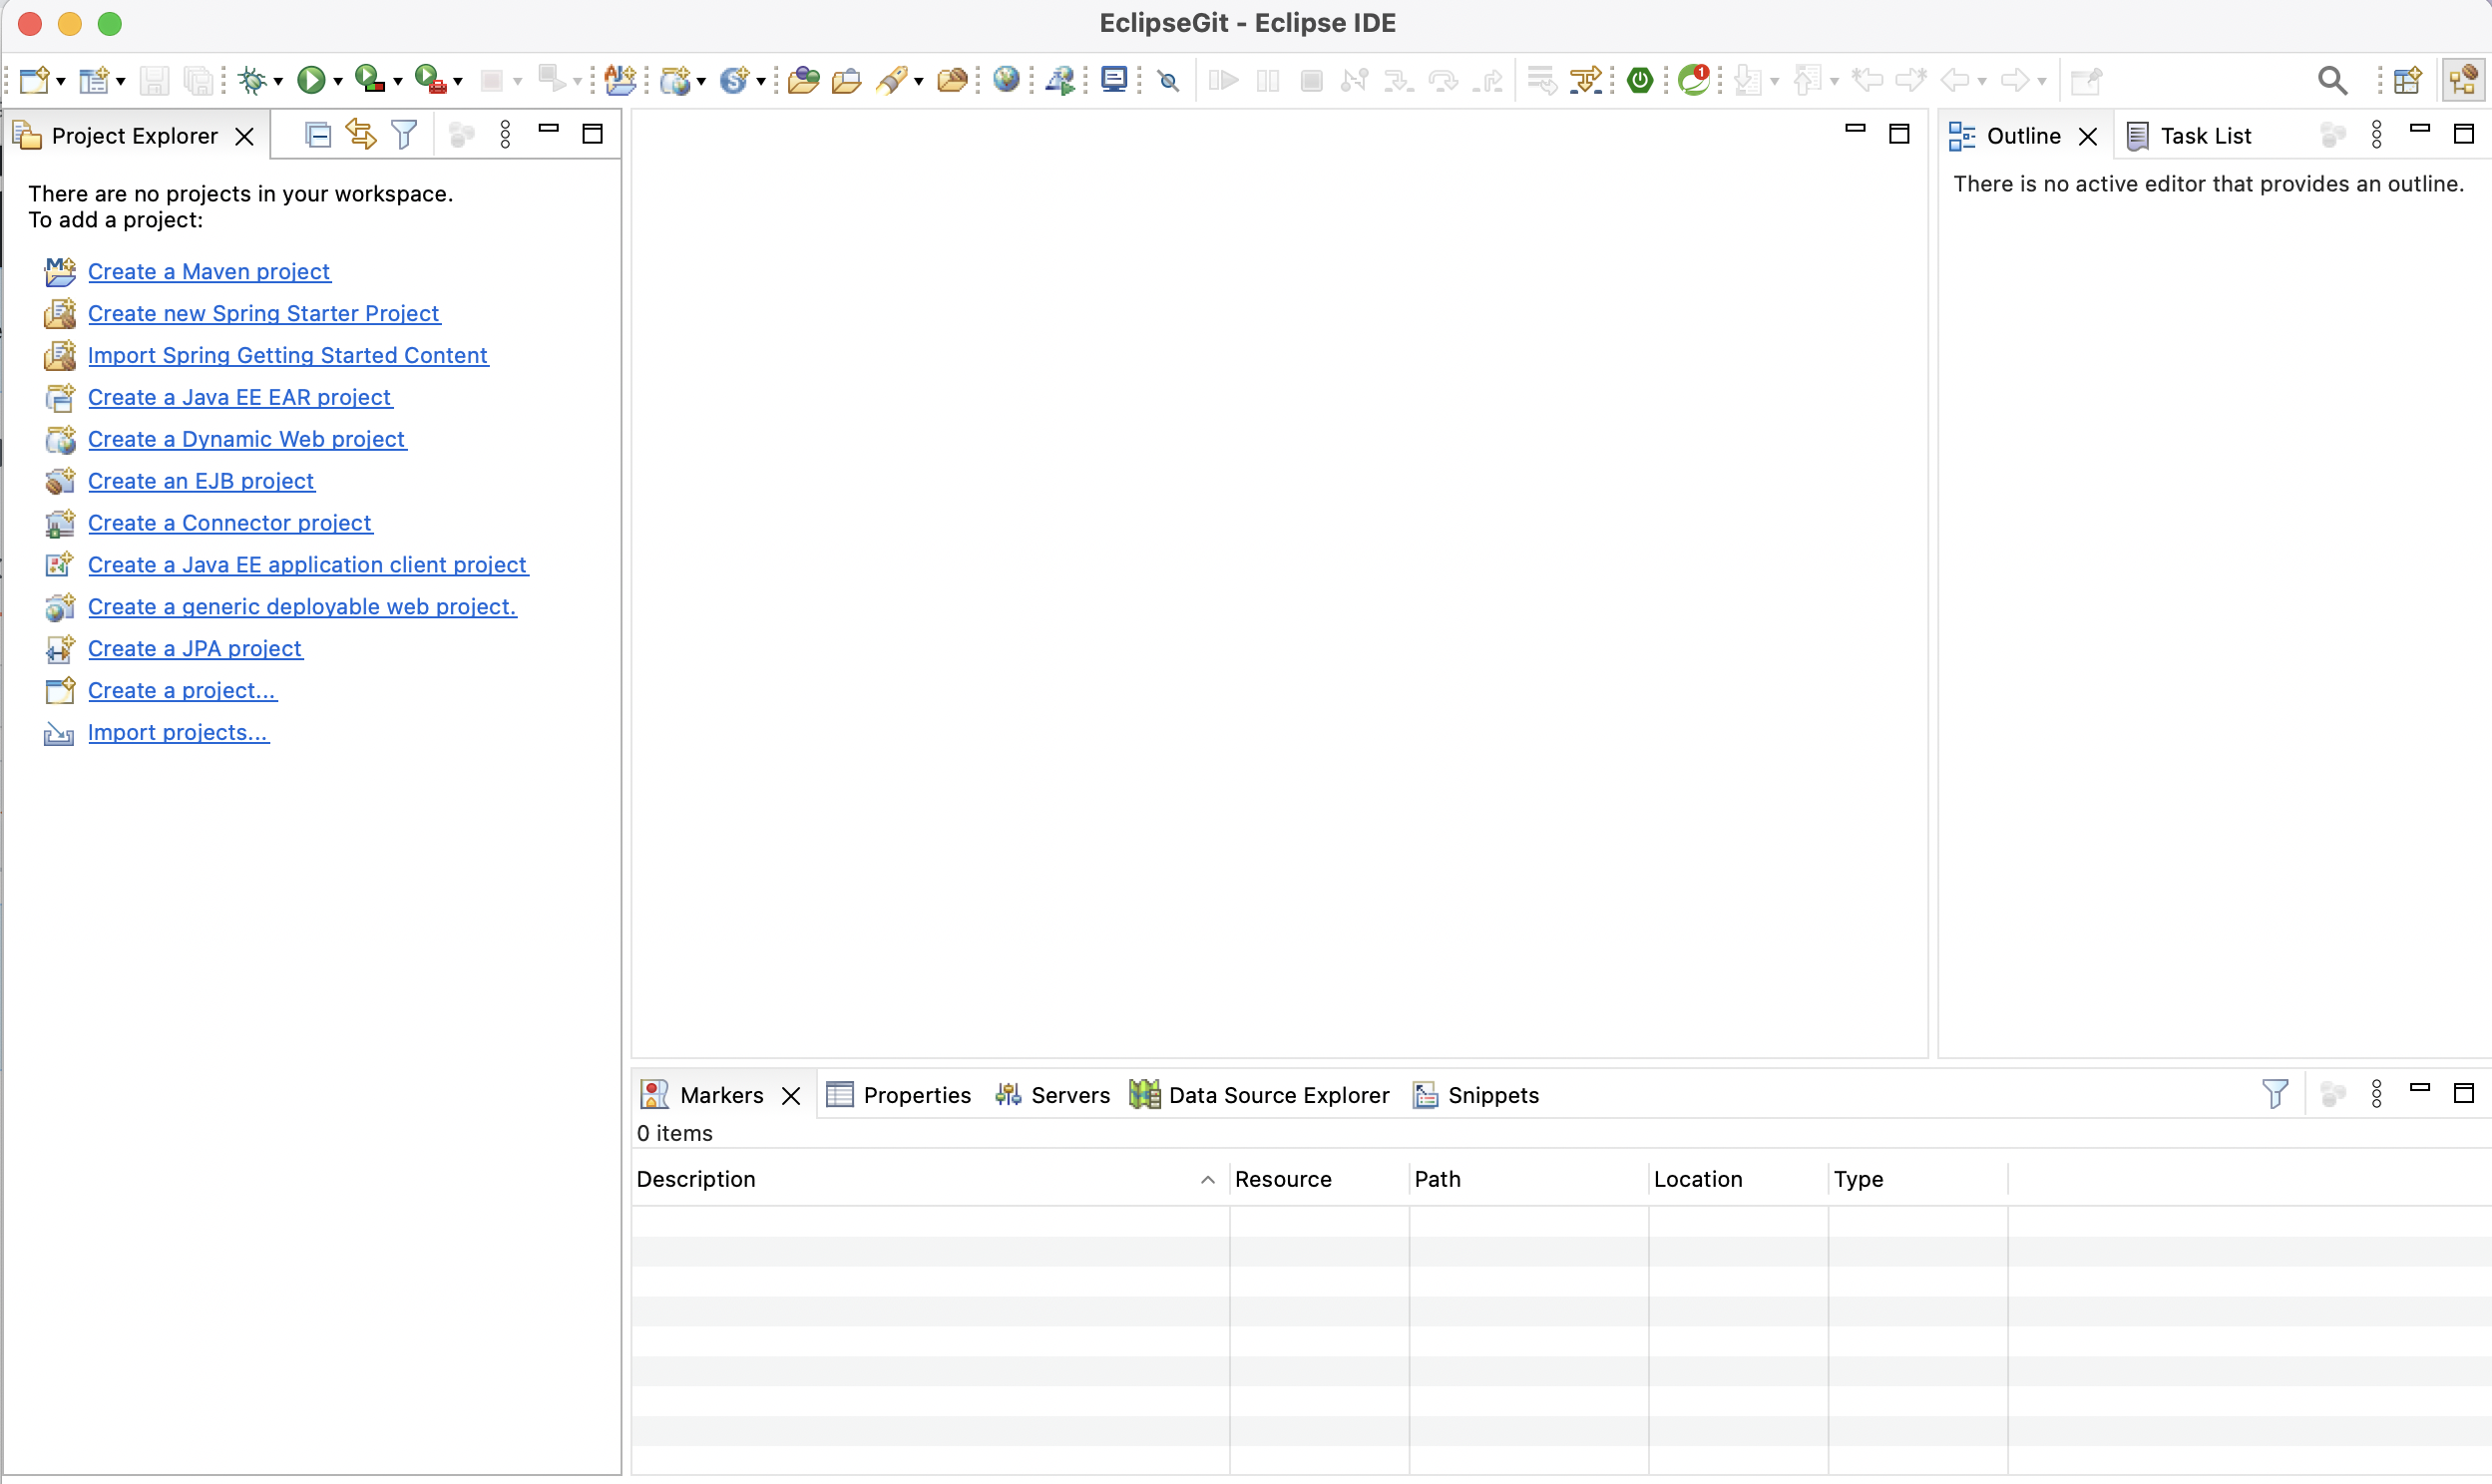 EclipseGit - Eclipse IDE
1
Project Explorer
There are no projects in your workspace.
To add a project:
Create a Maven project
Create new Spring Starter Project
Import Spring Getting Started Content
Create a Java EE EAR project
Create a Dynamic Web project
Create an EJB project
Create a Connector project
Create a Java EE application client project
Create a generic deployable web project.
Create a JPA project
Create a project...
Import projects...
Outline
Task List
There is no active editor that provides an outline.
Markers
Properties
Servers
Data Source Explorer
Snippets
0 items
Description
Resource
Path
Location
Type